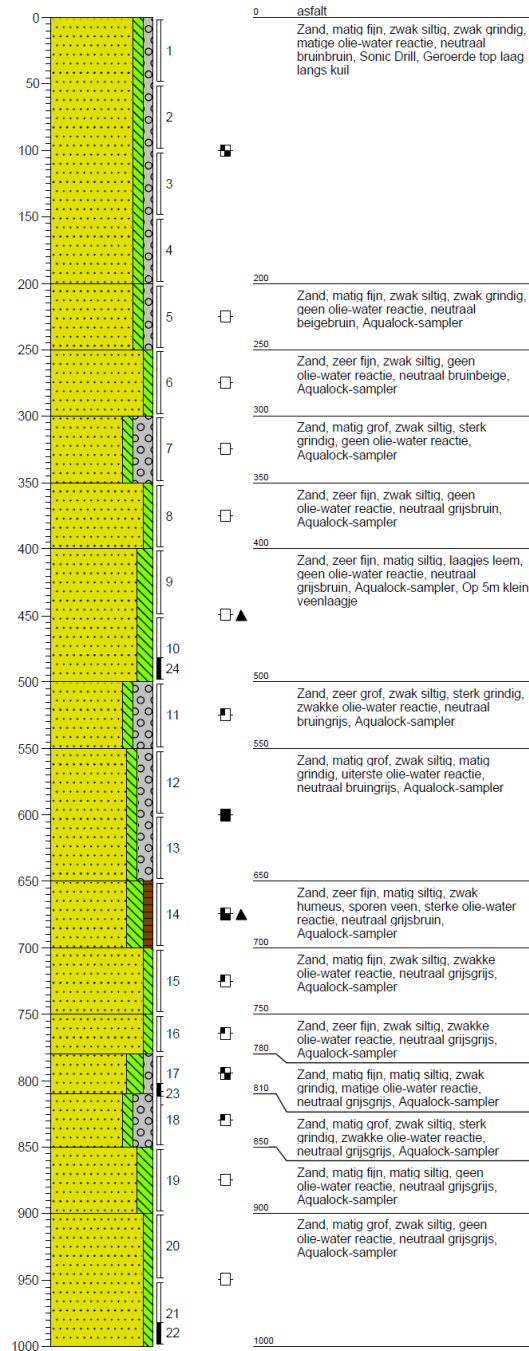 0 asfalt
0
Zand, matig fijn, zwak siltig, zwak grindig,
matige olie-water reactie, neutraal
bruinbruin, Sonic Drill, Geroerde top laag
langs kuil
1
50
2
100
3
150
4
200
200
Zand, matig fijn, zwak siltig, zwak grindig,
geen olie-water reactie, neutraal
beigebruin, Aqualock-sampler
5
250
250
Zand, zeer fijn, zwak siltig, geen
olie-water reactie, neutraal bruinbeige,
Aqualock-sampler
6
300
300
Zand, matig grof, zwak siltig, sterk
grindig, geen olie-water reactie,
Aqualock-sampler
7
350
350
Zand, zeer fijn, zwak siltig, geen
olie-water reactie, neutraal grijsbruin,
Aqualock-sampler
8
400
400
Zand, zeer fijn, matig siltig, laagjes leem,
geen olie-water reactie, neutraal
grijsbruin, Aqualock-sampler, Op 5m klein
veenlaagje
9
450
10
24
500
500
Zand, zeer grof, zwak siltig, sterk grindig,
zwakke olie-water reactie, neutraal
bruingrijs, Aqualock-sampler
11
550
550
Zand, matig grof, zwak siltig, matig
grindig, uiterste olie-water reactie,
neutraal bruingrijs, Aqualock-sampler
12
600
13
650
650
Zand, zeer fijn, matig siltig, zwak
humeus, sporen veen, sterke olie-water
reactie, neutraal grijsbruin,
Aqualock-sampler
14
700
700
Zand, matig fijn, zwak siltig, zwakke
olie-water reactie, neutraal grijsgrijs,
Aqualock-sampler
15
750
750
Zand, zeer fijn, zwak siltig, zwakke
olie-water reactie, neutraal grijsgrijs,
Aqualock-sampler
16
780
Zand, matig fijn, matig siltig, zwak
grindig, matige olie-water reactie,
neutraal grijsgrijs, Aqualock-sampler
17
800
23
810
Zand, matig grof, zwak siltig, sterk
grindig, zwakke olie-water reactie,
neutraal grijsgrijs, Aqualock-sampler
18
850
850
Zand, matig fijn, matig siltig, geen
olie-water reactie, neutraal grijsgrijs,
Aqualock-sampler
19
900
900
Zand, matig grof, zwak siltig, geen
olie-water reactie, neutraal grijsgrijs,
Aqualock-sampler
20
950
21
22
1000
1000